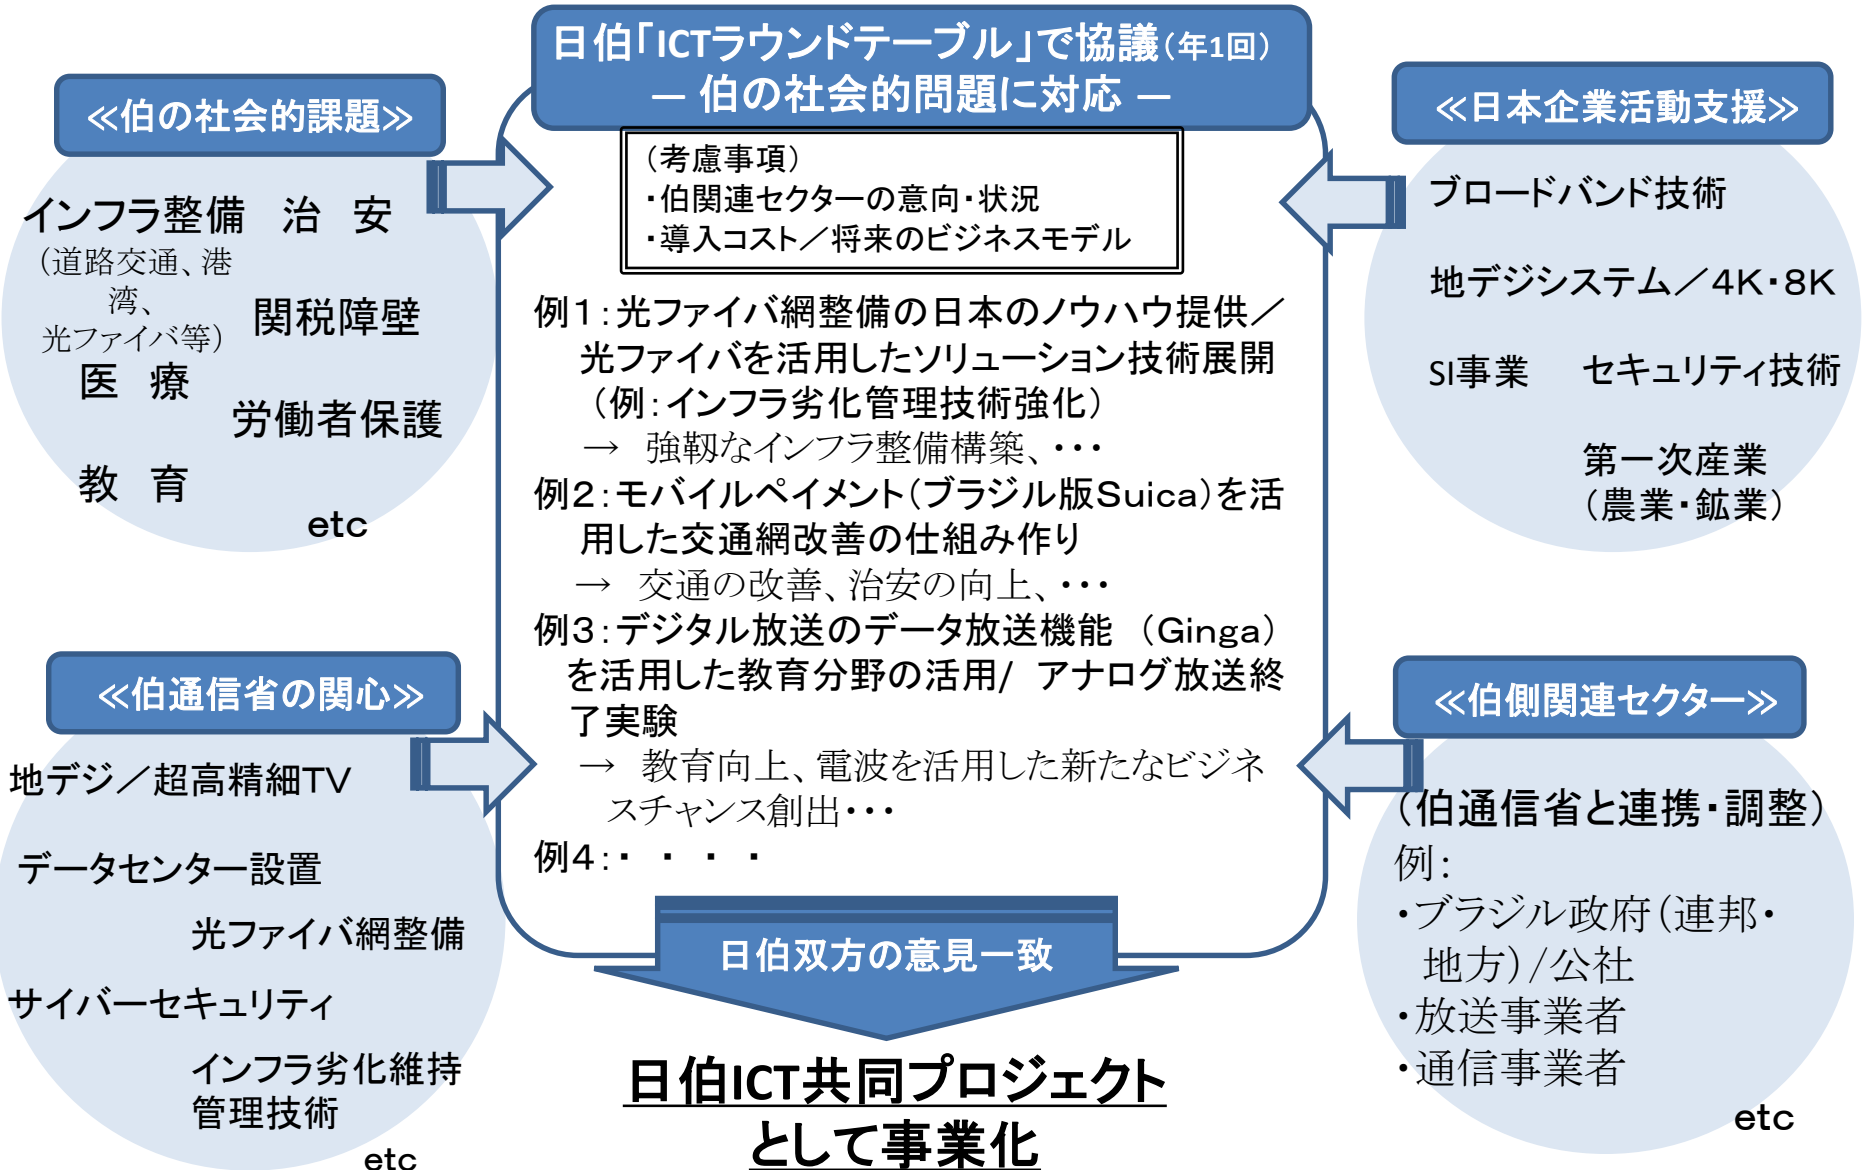 日伯「ICTラウンドテーブル」で協議（年1回）
― 伯の社会的問題に対応 ―
（考慮事項）
・伯関連セクターの意向・状況
・導入コスト／将来のビジネスモデル
例１：光ファイバ網整備の日本のノウハウ提供／
光ファイバを活用したソリューション技術展開
（例：インフラ劣化管理技術強化）
→　強靱なインフラ整備構築、・・・
例２：モバイルペイメント（ブラジル版Suica）を活
用した交通網改善の仕組み作り
→　交通の改善、治安の向上、・・・
例３：デジタル放送のデータ放送機能　（Ginga）
を活用した教育分野の活用/　アナログ放送終
了実験
→　教育向上、電波を活用した新たなビジネ
スチャンス創出・・・
例４：・　・　・　・
日伯双方の意見一致
日伯ICT共同プロジェクト
として事業化
≪伯の社会的課題≫
インフラ整備　治　安
（道路交通、港
湾、
光ファイバ等）
関税障壁
医　療
労働者保護
教　育
etc
≪伯通信省の関心≫
地デジ／超高精細TV
データセンター設置
光ファイバ網整備
サイバーセキュリティ
インフラ劣化維持
管理技術
etc
≪日本企業活動支援≫
ブロードバンド技術
地デジシステム／４K・８K
SI事業　セキュリティ技術
第一次産業
（農業・鉱業）
≪伯側関連セクター≫
（伯通信省と連携・調整）
例：
・ブラジル政府（連邦・
地方）/公社
・放送事業者
・通信事業者
etc